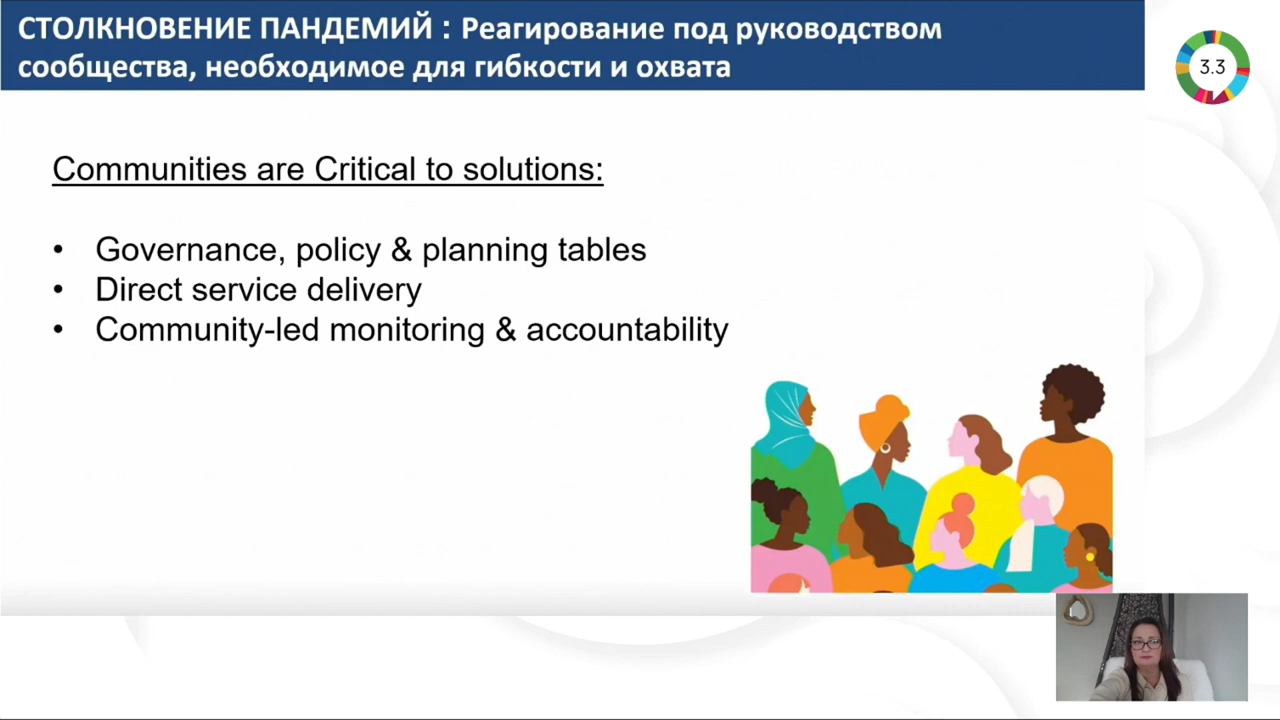 СТОЛКНОВЕНИЕ ПАНДЕМИЙ : Реагирование под руководством
сообщества, необходимое для гибкости и охвата
3.3
Communities are Critical to solutions:
• Governance, policy & planning tables
• Direct service delivery
• Community-led monitoring & accountability